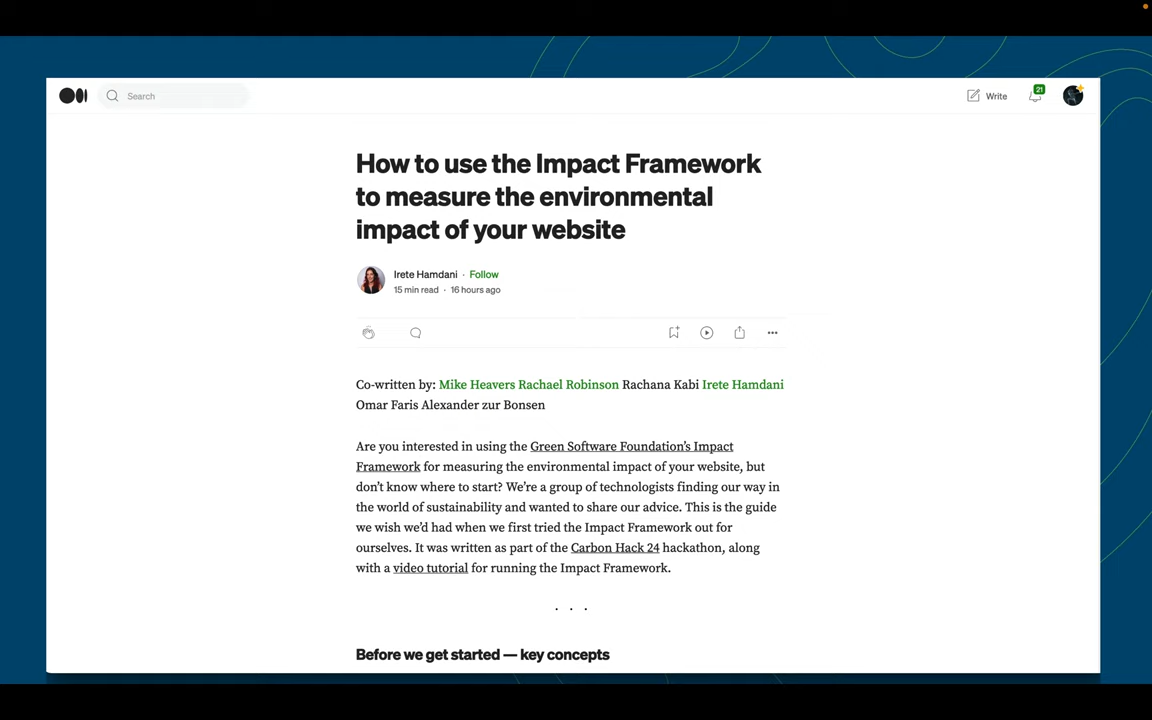 Search
Write
21
How to use the Impact Framework
to measure the environmental
impact of your website
Irete Hamdani · Follow
15 min read · 16 hours ago
Co-written by: Mike Heavers Rachael Robinson Rachana Kabi Irete Hamdani
Omar Faris Alexander zur Bonsen
Are you interested in using the Green Software Foundation’s Impact
Framework for measuring the environmental impact of your website, but
don’t know where to start? We’re a group of technologists finding our way in
the world of sustainability and wanted to share our advice. This is the guide
we wish we’d had when we first tried the Impact Framework out for
ourselves. It was written as part of the Carbon Hack 24 hackathon, along
with a video tutorial for running the Impact Framework.
. . .
Before we get started — key concepts